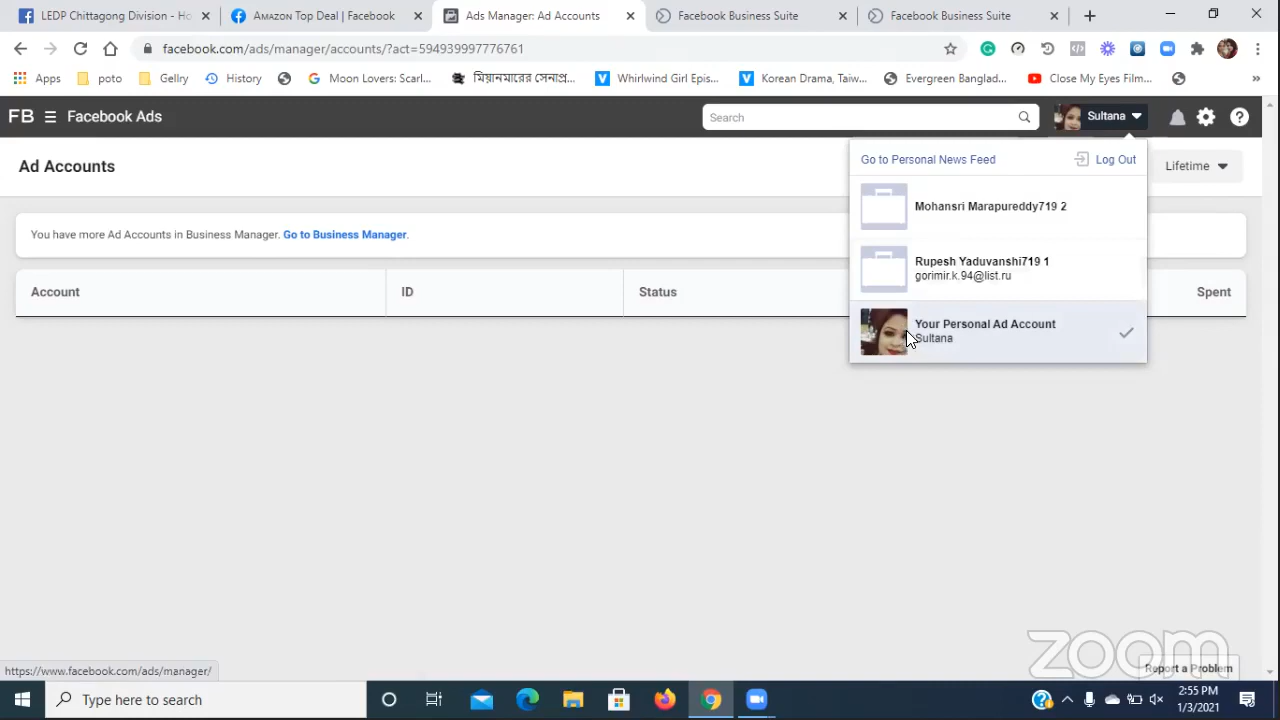 LEDP Chittagong Division - Ho
Amazon Top Deal | Facebook
Ads Manager: Ad Accounts
Facebook Business Suite
Facebook Business Suite
facebook.com/ads/manager/accounts/?act=594939997776761
Apps
poto
Gellry
History
Moon Lovers: Scarl...
মিয়ানমারের সেনাপ্র...
Whirlwind Girl Epis...
Korean Drama, Taiw...
Evergreen Banglad...
Close My Eyes Film...
»
FB
Facebook Ads
Search
Sultana
Ad Accounts
Go to Personal News Feed
Log Out
Lifetime
Mohansri Marapureddy719 2
You have more Ad Accounts in Business Manager. Go to Business Manager.
Rupesh Yaduvanshi719 1
gorimir.k.94@list.ru
Account
ID
Status
Spent
Your Personal Ad Account
Sultana
zoom
Report a Problem
https://www.facebook.com/ads/manager/
Type here to search
2:55 PM
1/3/2021